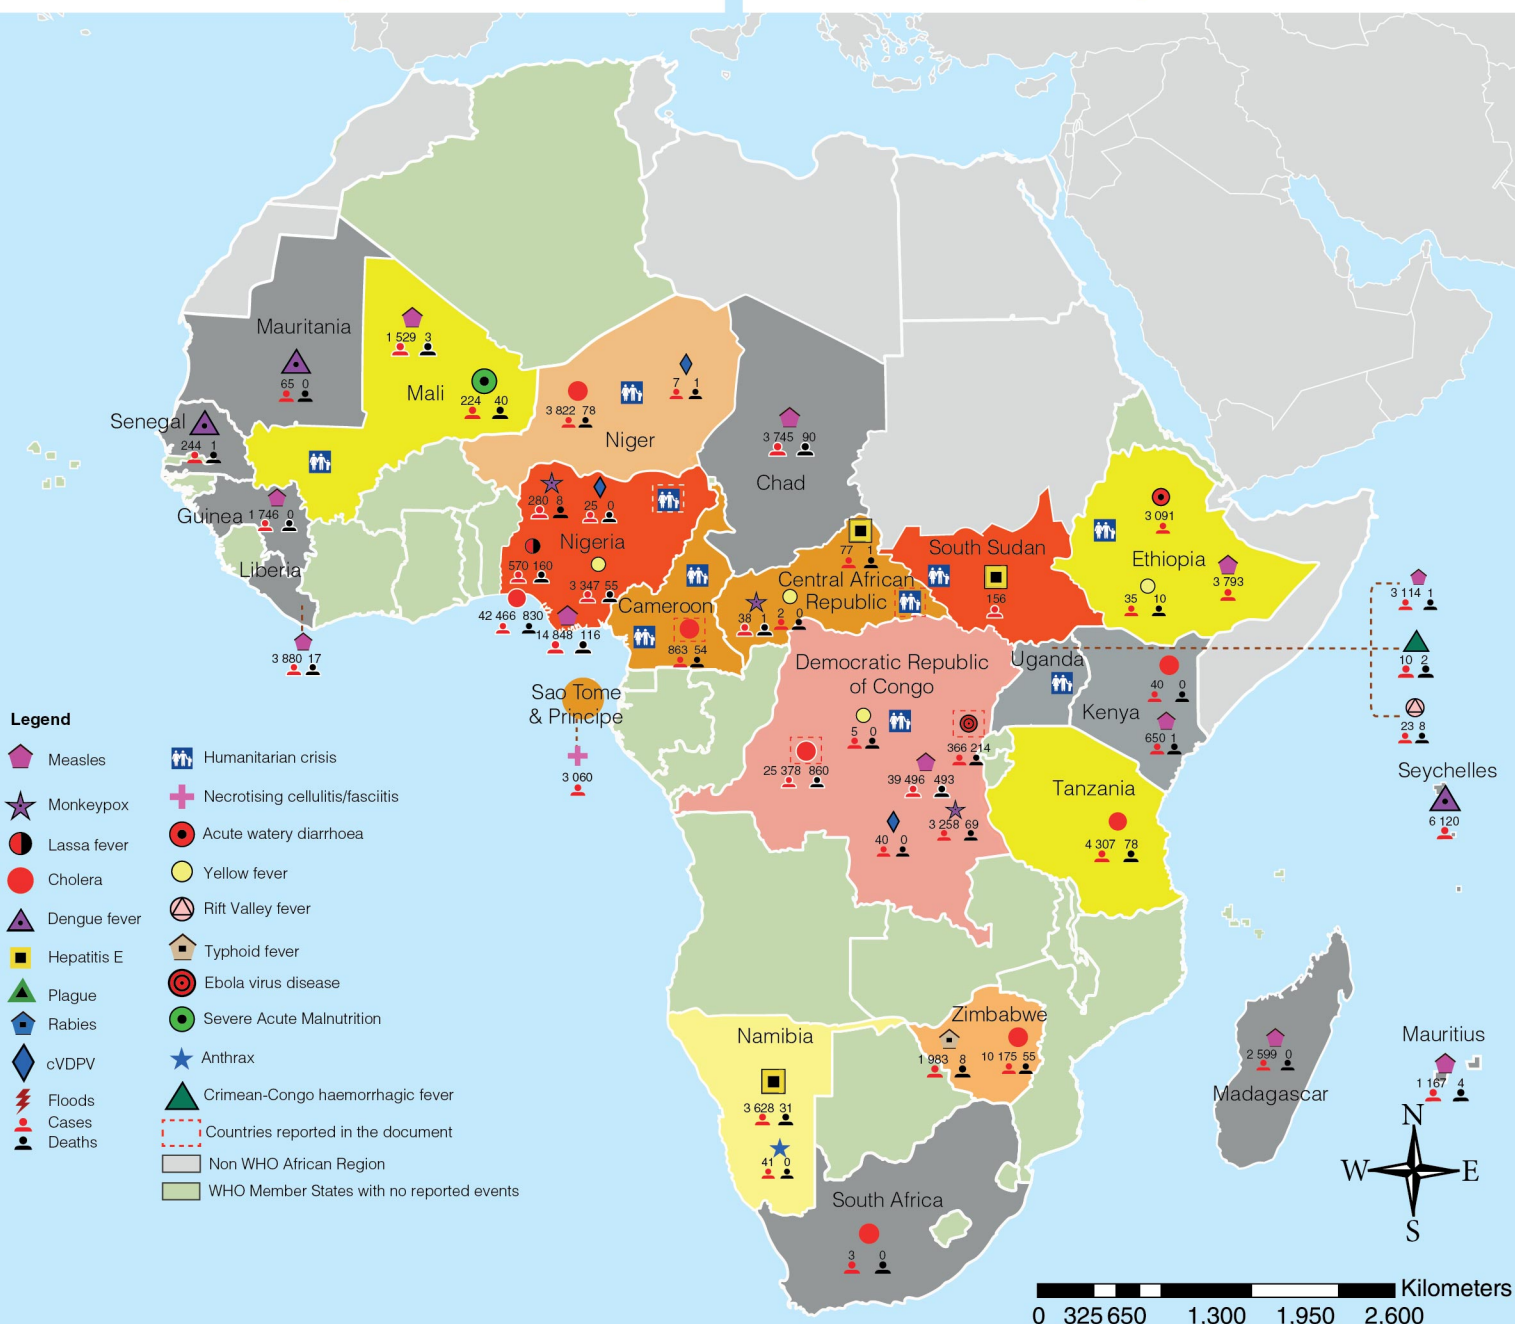 Mauritania
65 0
Senegal
244 1
Guinea
1 746 0
Liberia
3 880 17
1 529 3
Mali
224 40
3 822 78
7 1
Niger
3 745 90
Chad
280 8
25 0
Nigeria
570 160
3 347 55
42 466 830
14 848 116
Cameroon
863 54
77 1
Central African
Republic
38 1
2 0
South Sudan
156
3 091
Ethiopia
3 793
35 10
Sao Tome
& Principe
3 060
Democratic Republic
of Congo
5 0
366 214
25 378 860
39 496 493
3 258 69
40 0
Uganda
3 114 1
10 2
23 8
40 0
Kenya
650 1
Seychelles
6 120
Tanzania
4 307 78
Zimbabwe
1 983 8
10 175 55
Namibia
3 628 31
41 0
South Africa
3 0
2 599 0
Madagascar
Mauritius
1 167 4
Legend
Measles
Monkeypox
Lassa fever
Cholera
Dengue fever
Hepatitis E
Plague
Rabies
cVDPV
Floods
Cases
Deaths
Humanitarian crisis
Necrotising cellulitis/fasciitis
Acute watery diarrhoea
Yellow fever
Rift Valley fever
Typhoid fever
Ebola virus disease
Severe Acute Malnutrition
Anthrax
Crimean-Congo haemorrhagic fever
Countries reported in the document
Non WHO African Region
WHO Member States with no reported events
N
W E
S
Kilometers
0 325 650 1.300 1.950 2.600